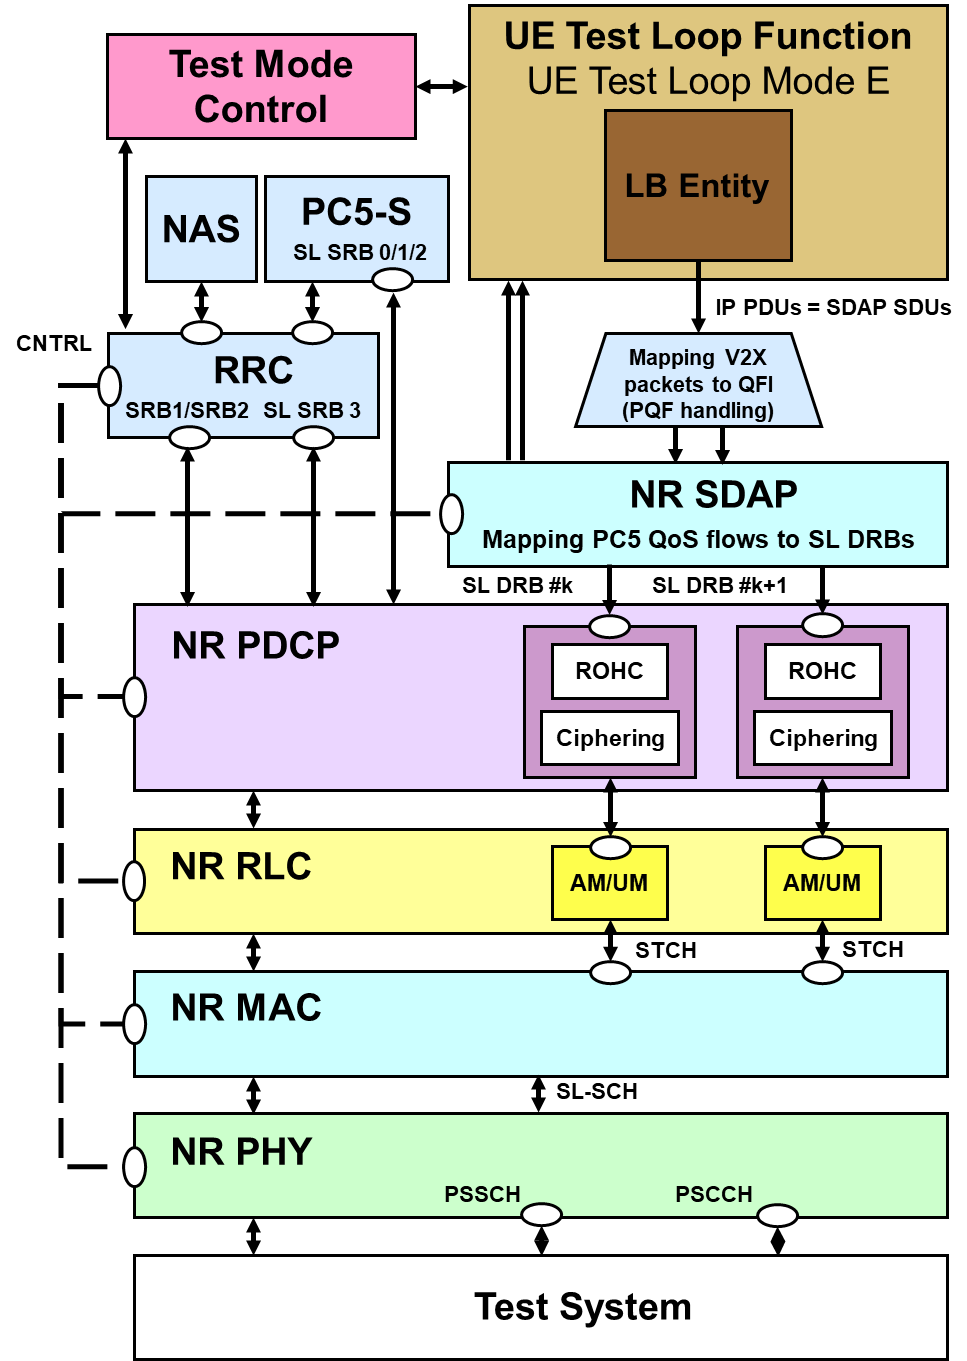 UE Test Loop Function
UE Test Loop Mode E
Test Mode
Control
LB Entity
NAS
PC5-S
SL SRB 0/1/2
IP PDUs = SDAP SDUs
CNTRL
RRC
SRB1/SRB2 SL SRB 3
Mapping V2X
packets to QFI
(PQF handling)
NR SDAP
Mapping PC5 QoS flows to SL DRBs
SL DRB #k
SL DRB #k+1
NR PDCP
ROHC
ROHC
Ciphering
Ciphering
NR RLC
AM/UM
AM/UM
STCH
STCH
NR MAC
SL-SCH
NR PHY
PSSCH
PSCCH
Test System